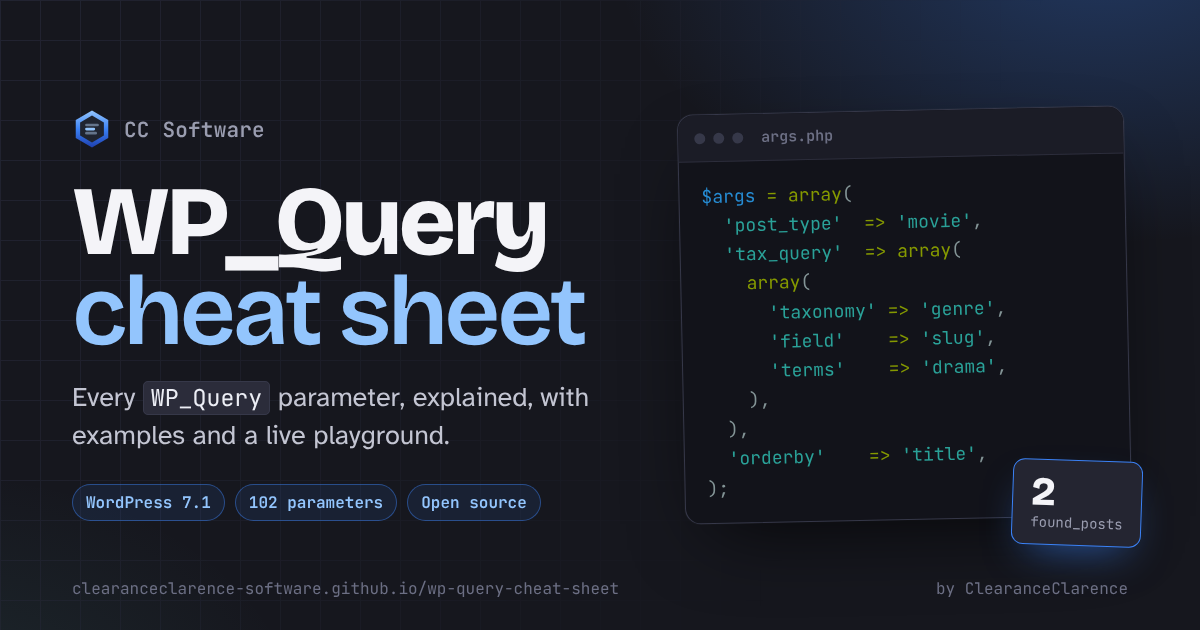 CC Software
WP_Query
cheat sheet
Every WP_Query parameter, explained, with
examples and a live playground.
WordPress 7.1
102 parameters
Open source
args.php
$args = array(
  'post_type'  => 'movie',
  'tax_query'  => array(
    array(
      'taxonomy' => 'genre',
      'field'    => 'slug',
      'terms'    => 'drama',
    ),
  ),
  'orderby'    => 'title',
);
2
found_posts
clearanceclarence-software.github.io/wp-query-cheat-sheet
by ClearanceClarence